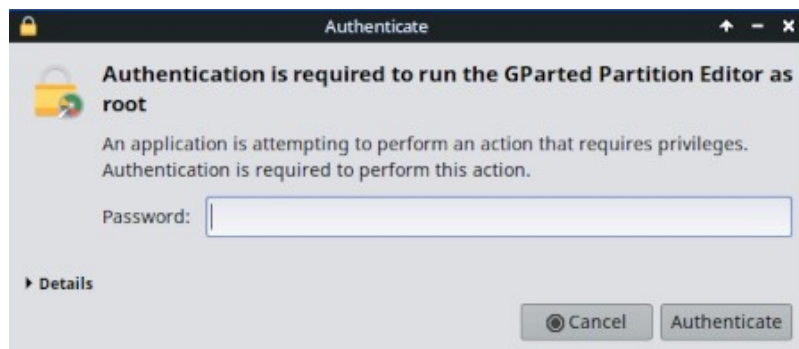 Authenticate
Authentication is required to run the GParted Partition Editor as
root
An application is attempting to perform an action that requires privileges.
Authentication is required to perform this action.
Password:
Details
Cancel Authenticate